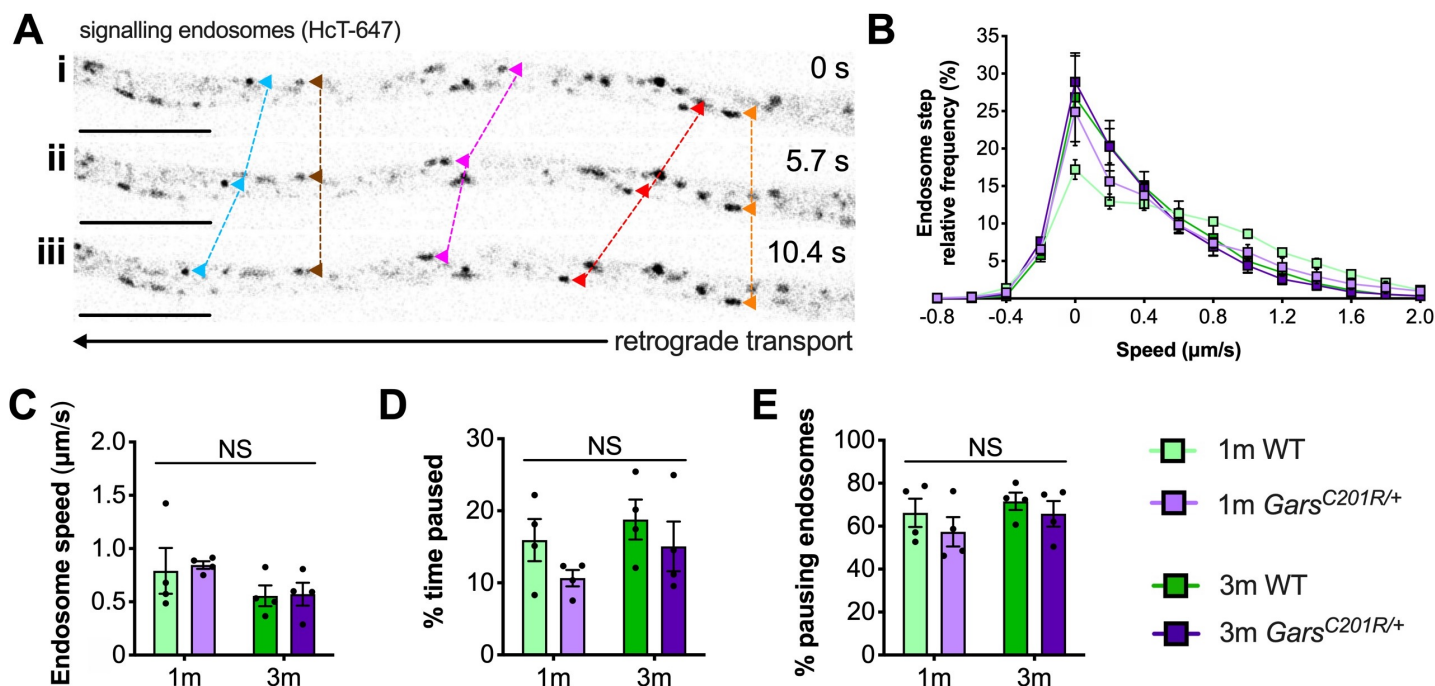 A
signalling endosomes (HcT-647)
i
0 s
ii
5.7 s
iii
10.4 s
retrograde transport
B
Endosome step
relative frequency (%)
35
30
25
20
15
10
5
-0.8
-0.4
0
0.4
0.8
1.2
1.6
2.0
Speed (µm/s)
C
Endosome speed (µm/s)
2.0
1.5
1.0
0.5
0
NS
1m
3m
D
% time paused
30
20
10
0
NS
1m
3m
E
% pausing endosomes
100
80
60
40
20
0
NS
1m
3m
1m WT
1m Gars^C201R/+
3m WT
3m Gars^C201R/+